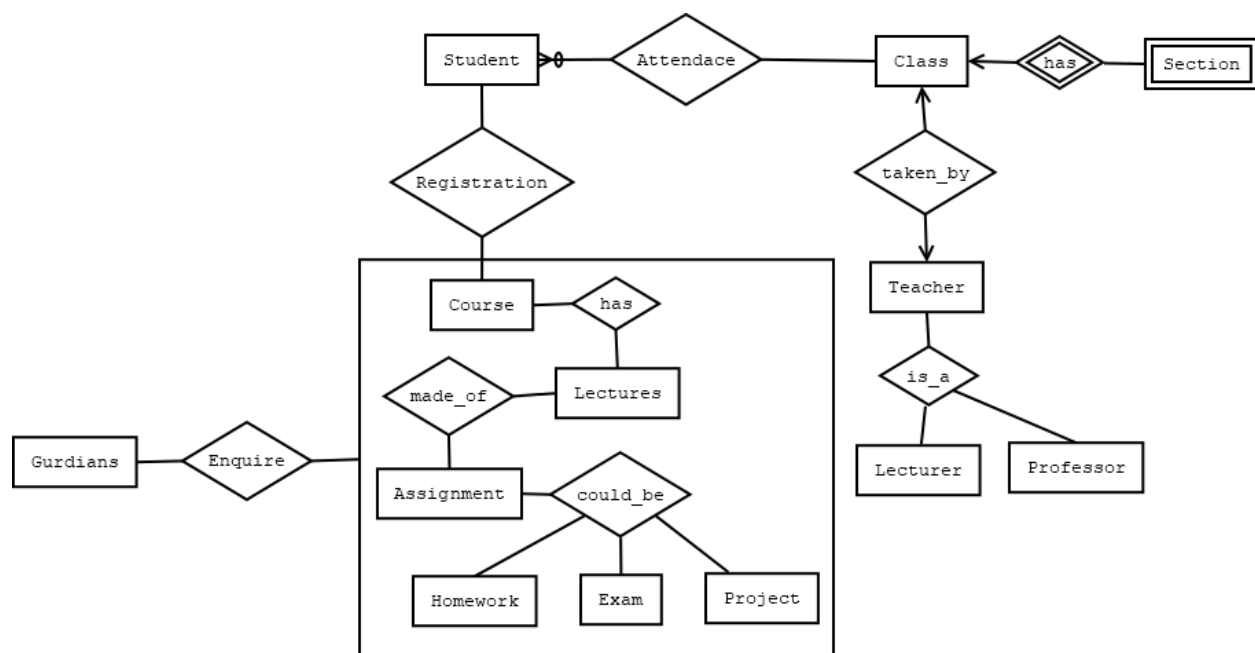 Student
Attendace
Class
has
Section
Registration
taken_by
Course
has
Teacher
made_of
Lectures
is_a
Gurdians
Enquire
Assignment
could_be
Lecturer
Professor
Homework
Exam
Project